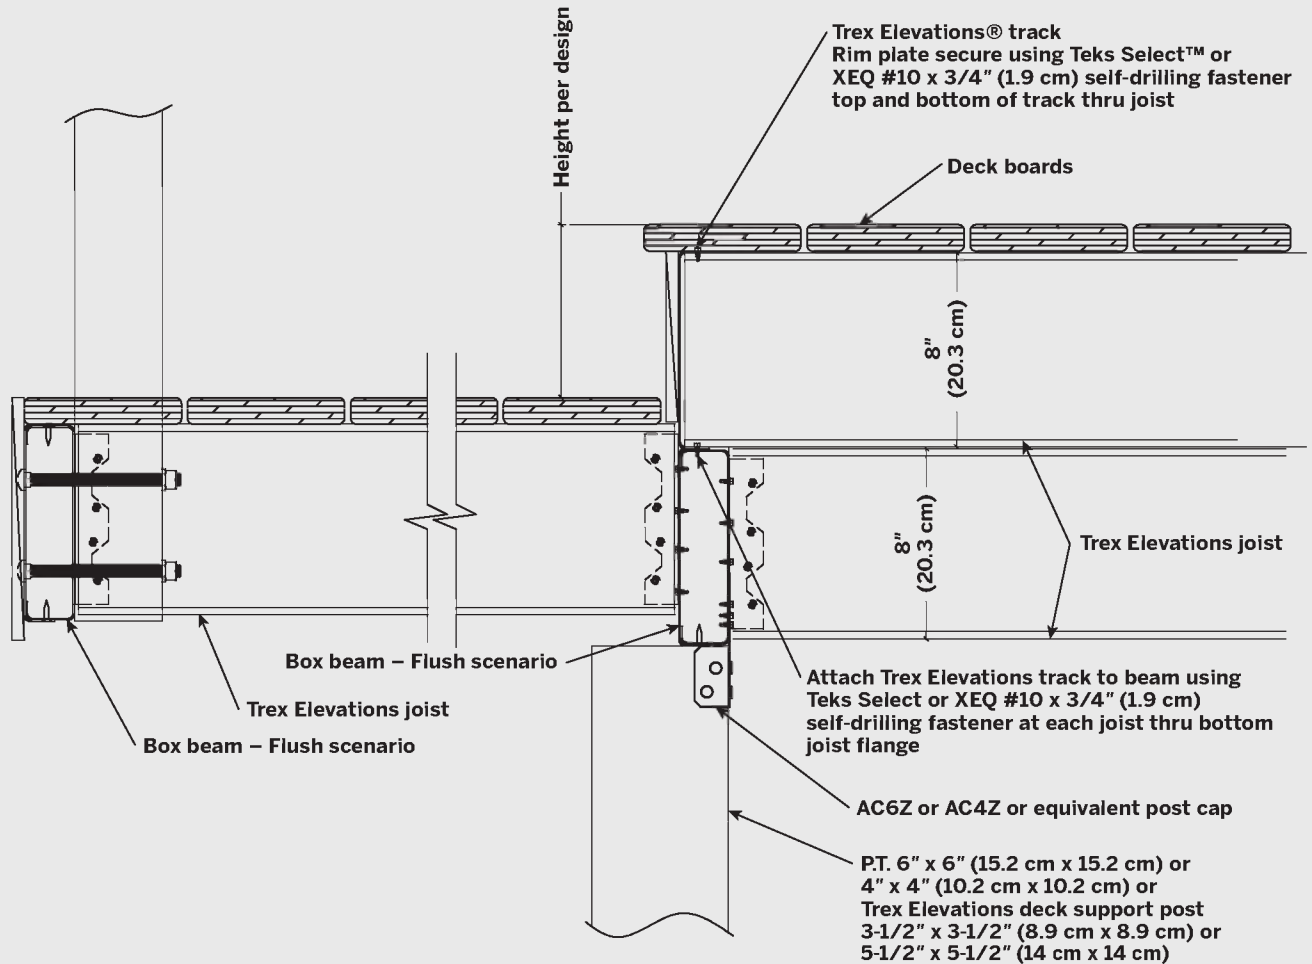 Height per design
Trex Elevations® track
Rim plate secure using Teks Select™ or
XEQ #10 x 3/4" (1.9 cm) self-drilling fastener
top and bottom of track thru joist
Deck boards
8"
(20.3 cm)
8"
(20.3 cm)
Trex Elevations joist
Box beam – Flush scenario
Trex Elevations joist
Box beam – Flush scenario
Attach Trex Elevations track to beam using
Teks Select or XEQ #10 x 3/4" (1.9 cm)
self-drilling fastener at each joist thru bottom
joist flange
AC6Z or AC4Z or equivalent post cap
P.T. 6" x 6" (15.2 cm x 15.2 cm) or
4" x 4" (10.2 cm x 10.2 cm) or
Trex Elevations deck support post
3-1/2" x 3-1/2" (8.9 cm x 8.9 cm) or
5-1/2" x 5-1/2" (14 cm x 14 cm)